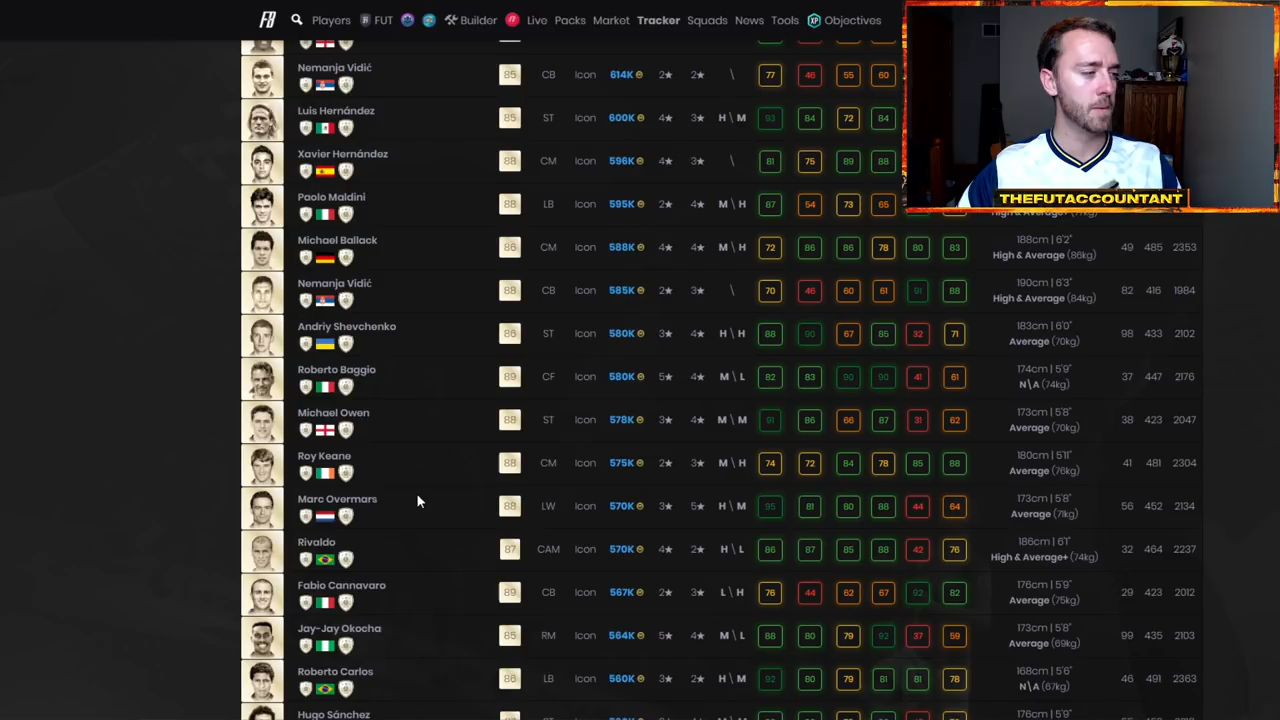 Players FUT Builder Live Packs Market Tracker Squads News Tools XP Objectives
Nemanja Vidić 85 CB Icon 614K 2★ 2★ \ 77 46 55 60
Luis Hernández 85 ST Icon 600K 4★ 3★ H \ M 93 84 72 84
Xavier Hernández 88 CM Icon 596K 4★ 3★ \ 81 75 89 88
THEFUTACCOUNTANT
Paolo Maldini 88 LB Icon 595K 2★ 4★ M \ H 87 54 73 65
Michael Ballack 86 CM Icon 588K 4★ 4★ M \ H 72 86 86 78 80 83 188cm | 6'2" 49 485 2353
High & Average (86kg)
Nemanja Vidić 88 CB Icon 585K 2★ 3★ \ 70 46 60 61 91 88 190cm | 6'3" 82 416 1984
High & Average (84kg)
Andriy Shevchenko 86 ST Icon 580K 3★ 4★ H \ H 88 90 67 85 32 71 183cm | 6'0" 98 433 2102
Average (70kg)
Roberto Baggio 89 CF Icon 580K 5★ 4★ M \ L 82 83 90 90 41 61 174cm | 5'9" 37 447 2176
N\A (74kg)
Michael Owen 88 ST Icon 578K 3★ 4★ M \ M 91 86 66 87 31 62 173cm | 5'8" 38 423 2047
Average (70kg)
Roy Keane 88 CM Icon 575K 2★ 3★ M \ H 74 72 84 78 85 88 180cm | 5'11" 41 481 2304
Average (76kg)
Marc Overmars 88 LW Icon 570K 3★ 5★ H \ M 95 81 80 88 44 64 173cm | 5'8" 56 452 2134
Average (71kg)
Rivaldo 87 CAM Icon 570K 4★ 2★ H \ L 86 87 85 88 42 76 186cm | 6'1" 32 464 2237
High & Average+ (74kg)
Fabio Cannavaro 89 CB Icon 567K 2★ 3★ L \ H 76 44 62 67 92 82 176cm | 5'9" 29 423 2012
Average (75kg)
Jay-Jay Okocha 85 RM Icon 564K 5★ 4★ M \ L 88 80 79 92 37 59 173cm | 5'8" 99 435 2103
Average (69kg)
Roberto Carlos 86 LB Icon 560K 3★ 2★ H \ M 92 80 79 81 81 78 168cm | 5'6" 46 491 2363
N\A (67kg)
Hugo Sánchez 176cm | 5'9"